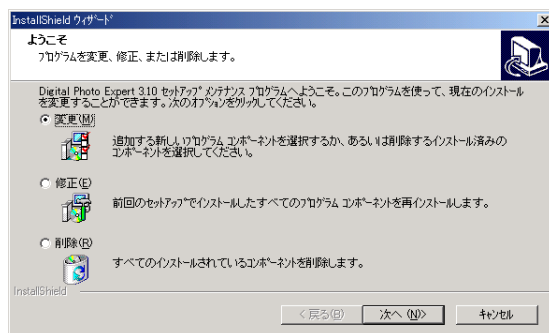 InstallShield ウィザード
ようこそ
プログラムを変更、修正、または削除します。
Digital Photo Expert 3.10 セットアップ メンテナンス プログラムへようこそ。このプログラムを使って、現在のインストール
を変更することができます。次のオプションをクリックしてください。
変更(M)
追加する新しいプログラム コンポーネントを選択するか、あるいは削除するインストール済みの
コンポーネントを選択してください。
修正(E)
前回のセットアップでインストールしたすべてのプログラム コンポーネントを再インストールします。
削除(R)
すべてのインストールされているコンポーネントを削除します。
InstallShield
< 戻る(B)
次へ (N)>
キャンセル